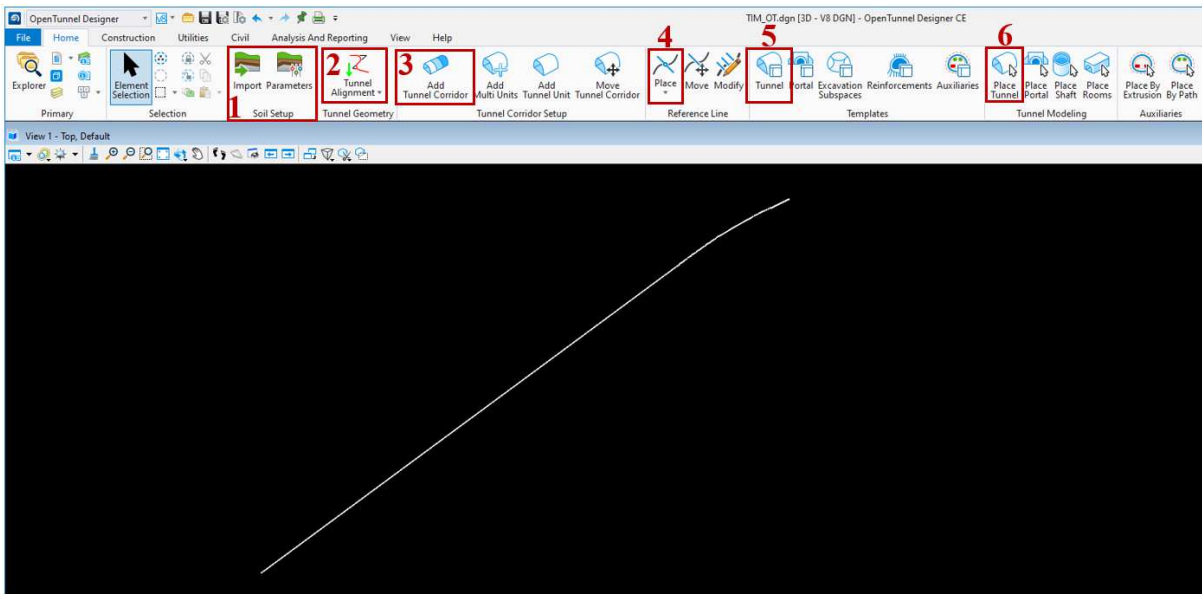 OpenTunnel Designer
TIM_OT.dgn [3D - V8 DGN] - OpenTunnel Designer CE
File Home Construction Utilities Civil Analysis And Reporting View Help
4 5 6
2 3
Explorer
Element Selection
Import Parameters
Tunnel Alignment
Add Tunnel Corridor
Add Multi Units
Add Tunnel Unit
Move Tunnel Corridor
Place Move Modify
Tunnel Portal Excavation Subspaces Reinforcements Auxiliaries
Place Tunnel
Place Portal
Place Shaft
Place Rooms
Place By Extrusion
Place By Path
1
Primary Selection Soil Setup Tunnel Geometry Tunnel Corridor Setup Reference Line Templates Tunnel Modeling Auxiliaries
View 1 - Top, Default